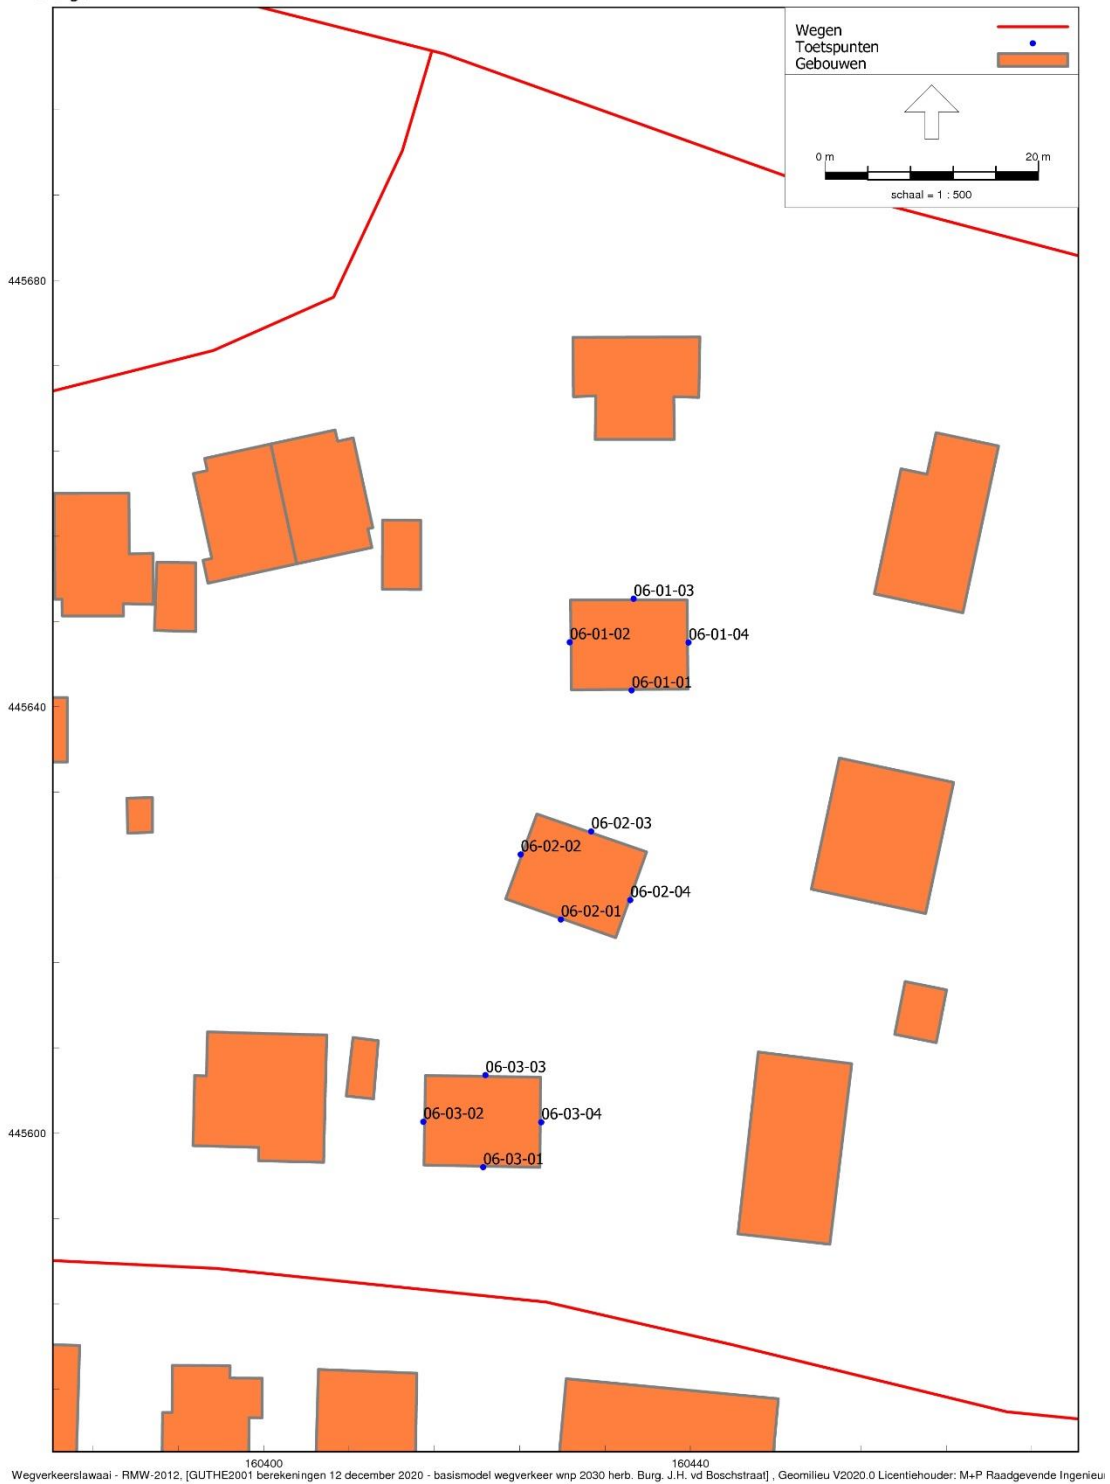 Wegen
Toetspunten
Gebouwen
0 m 20 m
schaal = 1 : 500
445680
06-01-03
06-01-02 06-01-04
06-01-01
445640
06-02-03
06-02-02
06-02-04
06-02-01
06-03-03
06-03-02 06-03-04
445600
06-03-01
160400 160440
Wegverkeerslawaai - RMW-2012, [GUTHE2001 berekeningen 12 december 2020 - basismodel wegverkeer wnp 2030 herb. Burg. J.H. vd Boschstraat] , Geomilieu V2020.0 Licentiehouder: M+P Raadgevende Ingenieu